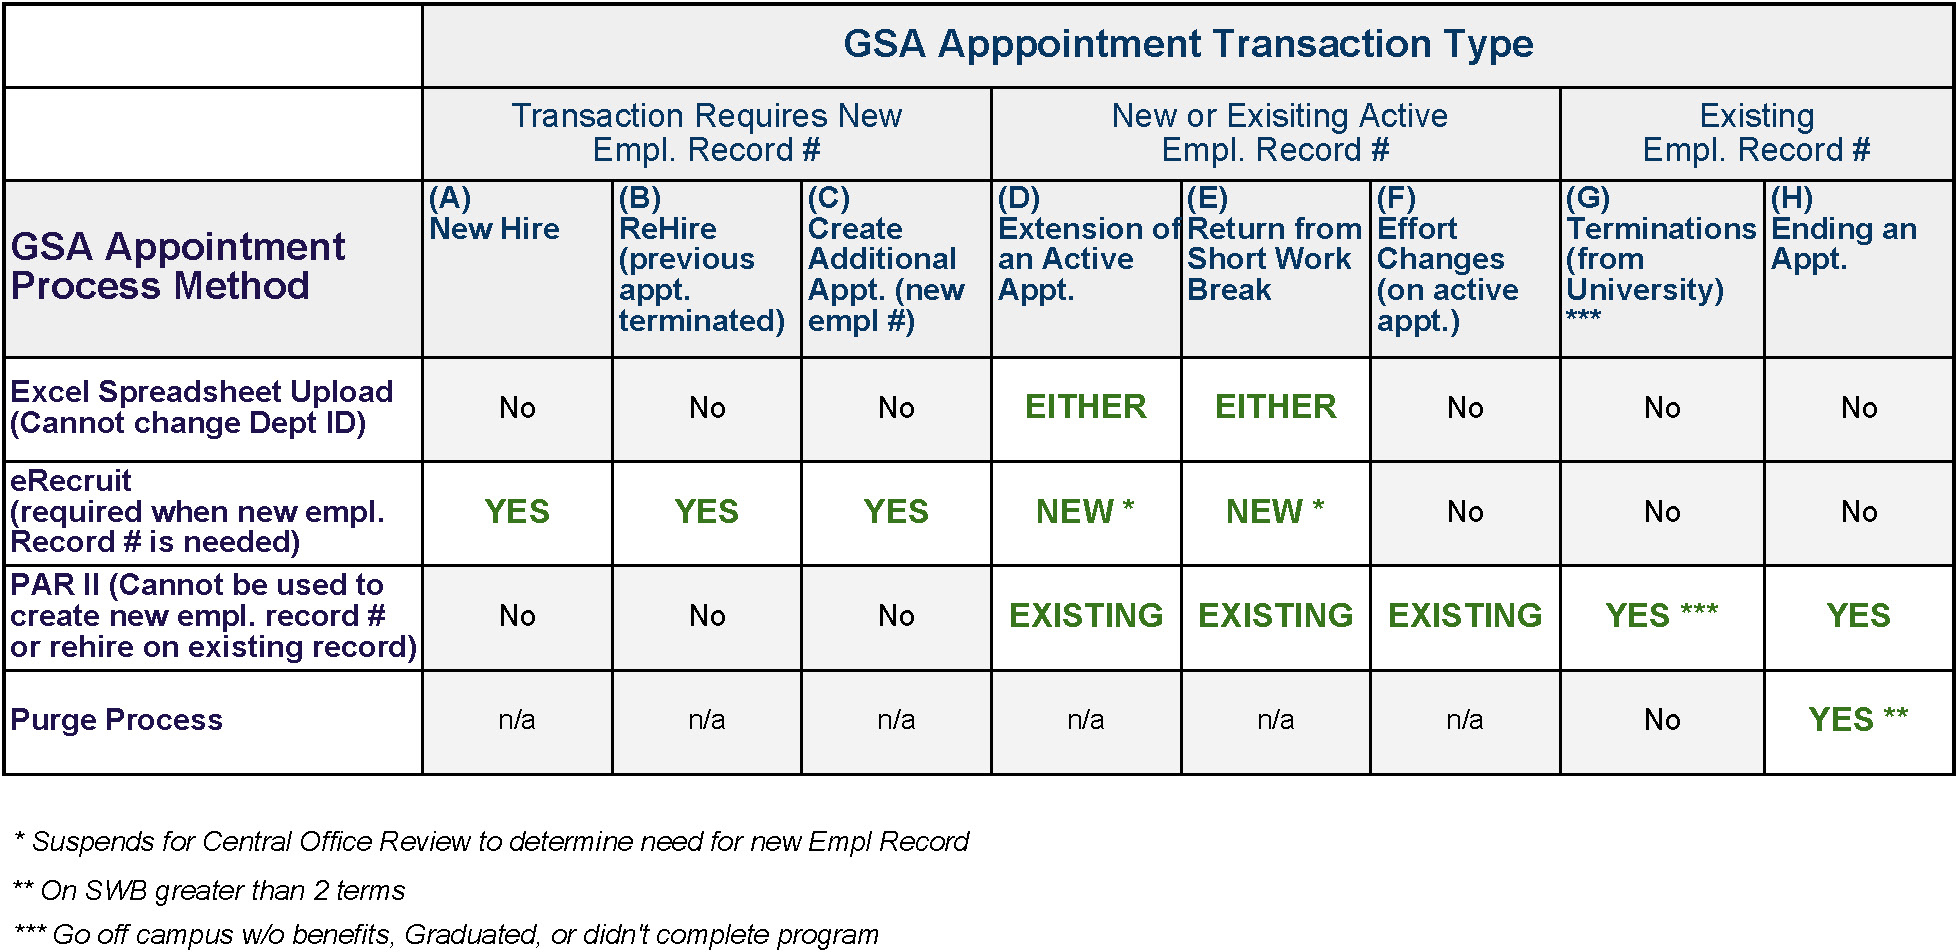 GSA Apppointment Transaction Type
Transaction Requires New
Empl. Record #
New or Exisiting Active
Empl. Record #
Existing
Empl. Record #
GSA Appointment
Process Method
(A)
New Hire
(B)
ReHire
(previous
appt.
terminated)
(C)
Create
Additional
Appt. (new
empl #)
(D)
Extension of
an Active
Appt.
(E)
Return from
Short Work
Break
(F)
Effort
Changes
(on active
appt.)
(G)
Terminations
(from
University)
***
(H)
Ending an
Appt.
Excel Spreadsheet Upload
(Cannot change Dept ID)
No
No
No
EITHER
EITHER
No
No
No
eRecruit
(required when new empl.
Record # is needed)
YES
YES
YES
NEW *
NEW *
No
No
No
PAR II (Cannot be used to
create new empl. record #
or rehire on existing record)
No
No
No
EXISTING
EXISTING
EXISTING
YES ***
YES
Purge Process
n/a
n/a
n/a
n/a
n/a
n/a
No
YES **
* Suspends for Central Office Review to determine need for new Empl Record
** On SWB greater than 2 terms
*** Go off campus w/o benefits, Graduated, or didn't complete program